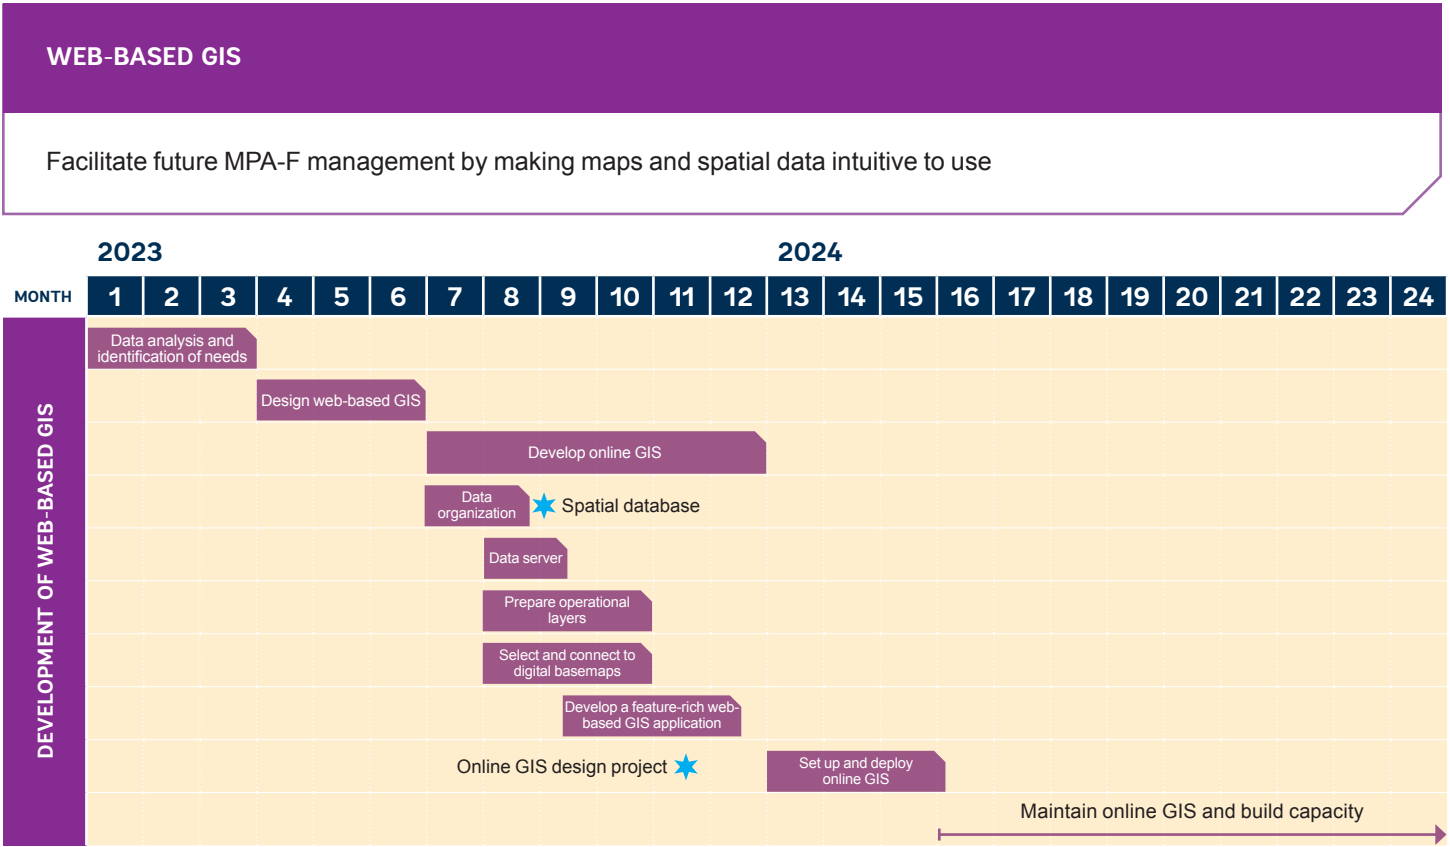 WEB-BASED GIS
Facilitate future MPA-F management by making maps and spatial data intuitive to use
2023 2024
MONTH 1 2 3 4 5 6 7 8 9 10 11 12 13 14 15 16 17 18 19 20 21 22 23 24
DEVELOPMENT OF WEB-BASED GIS
Data analysis and
identification of needs
Design web-based GIS
Develop online GIS
Data
organization
Spatial database
Data server
Prepare operational
layers
Select and connect to
digital basemaps
Develop a feature-rich web-
based GIS application
Online GIS design project
Set up and deploy
online GIS
Maintain online GIS and build capacity